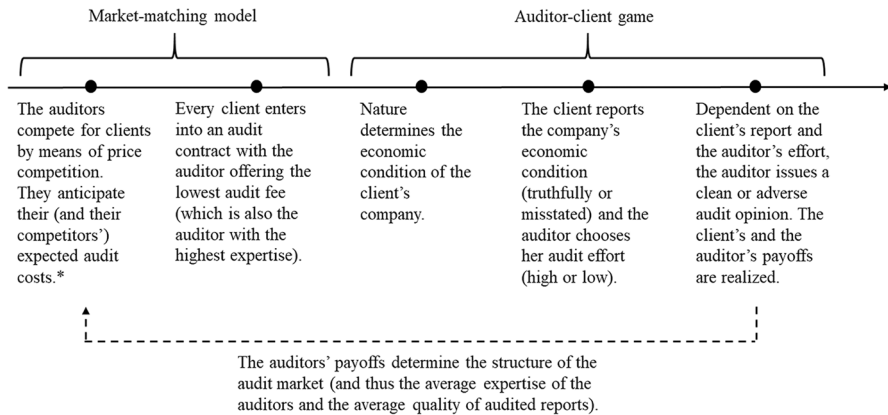 Market-matching model
Auditor-client game
The auditors
compete for clients
by means of price
competition.
They anticipate
their (and their
competitors’)
expected audit
costs.*
Every client enters
into an audit
contract with the
auditor offering the
lowest audit fee
(which is also the
auditor with the
highest expertise).
Nature
determines the
economic
condition of the
client’s
company.
The client reports
the company’s
economic
condition
(truthfully or
misstated) and the
auditor chooses
her audit effort
(high or low).
Dependent on the
client’s report and
the auditor’s effort,
the auditor issues a
clean or adverse
audit opinion. The
client’s and the
auditor’s payoffs
are realized.
The auditors’ payoffs determine the structure of the
audit market (and thus the average expertise of the
auditors and the average quality of audited reports).